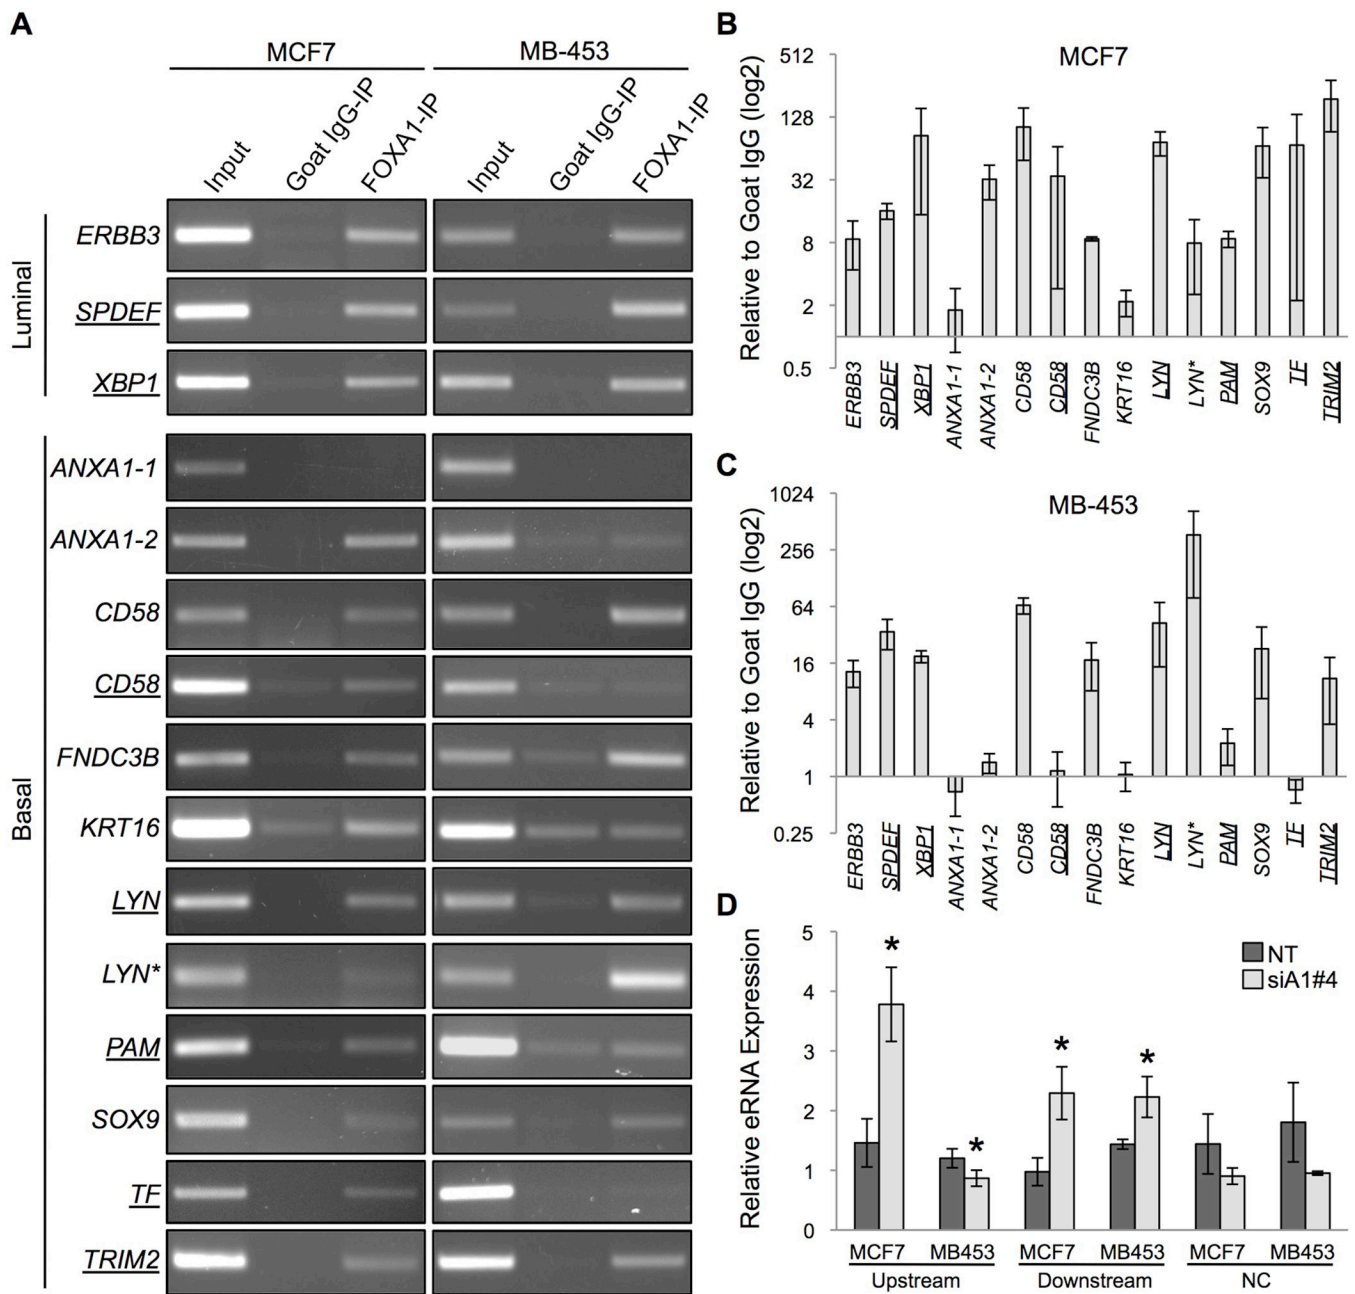 A
MCF7
MB-453
Input
Goat IgG-IP
FOXA1-IP
Input
Goat IgG-IP
FOXA1-IP
Luminal
ERBB3
SPDEF
XBP1
Basal
ANXA1-1
ANXA1-2
CD58
CD58
FNDC3B
KRT16
LYN
LYN*
PAM
SOX9
TF
TRIM2
B
MCF7
Relative to Goat IgG (log2)
512
128
32
8
2
0.5
ERBB3
SPDEF
XBP1
ANXA1-1
ANXA1-2
CD58
CD58
FNDC3B
KRT16
LYN
LYN*
PAM
SOX9
TF
TRIM2
C
MB-453
Relative to Goat IgG (log2)
1024
256
64
16
4
1
0.25
ERBB3
SPDEF
XBP1
ANXA1-1
ANXA1-2
CD58
CD58
FNDC3B
KRT16
LYN
LYN*
PAM
SOX9
TF
TRIM2
D
Relative eRNA Expression
5
4
3
2
1
0
NT
siA1#4
*
*
*
*
MCF7 MB453 MCF7 MB453 MCF7 MB453
Upstream Downstream NC